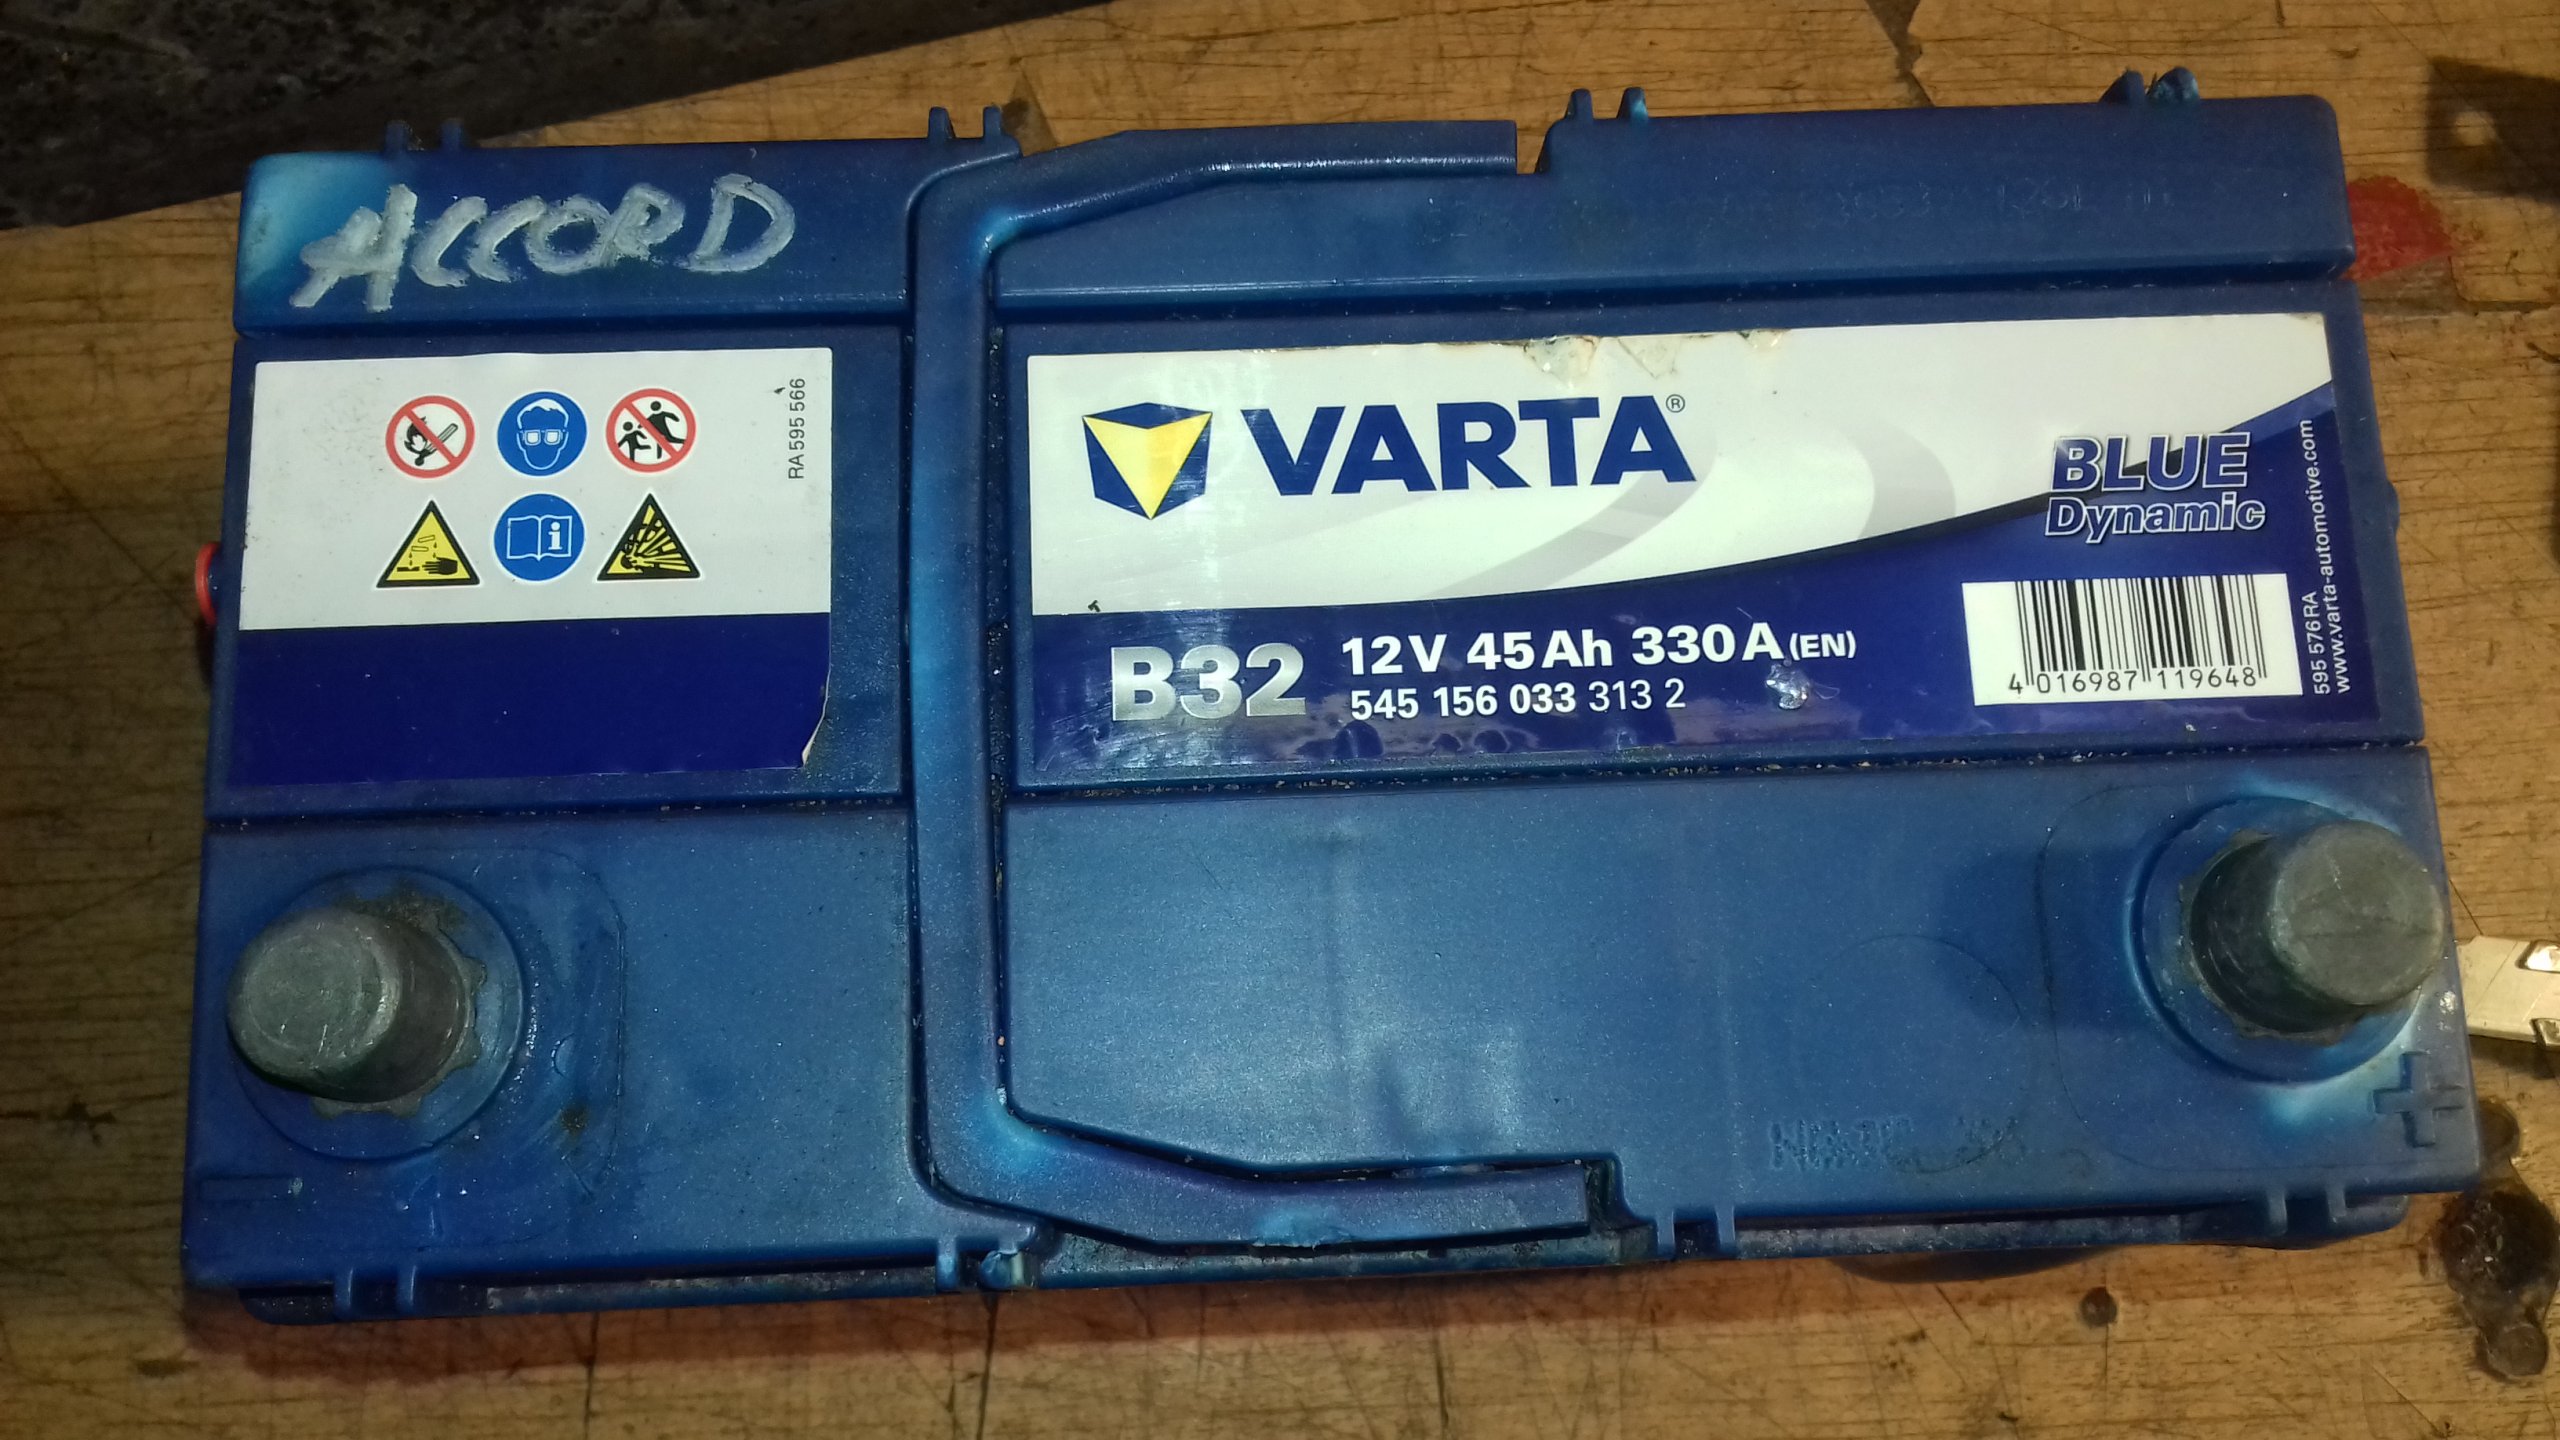 ACCORD
RA 595 566
VARTA®
BLUE
Dynamic
B32
12V 45Ah 330A (EN)
545 156 033 313 2
4 016987 119648
595 576 RA
www.varta-automotive.com
−
+